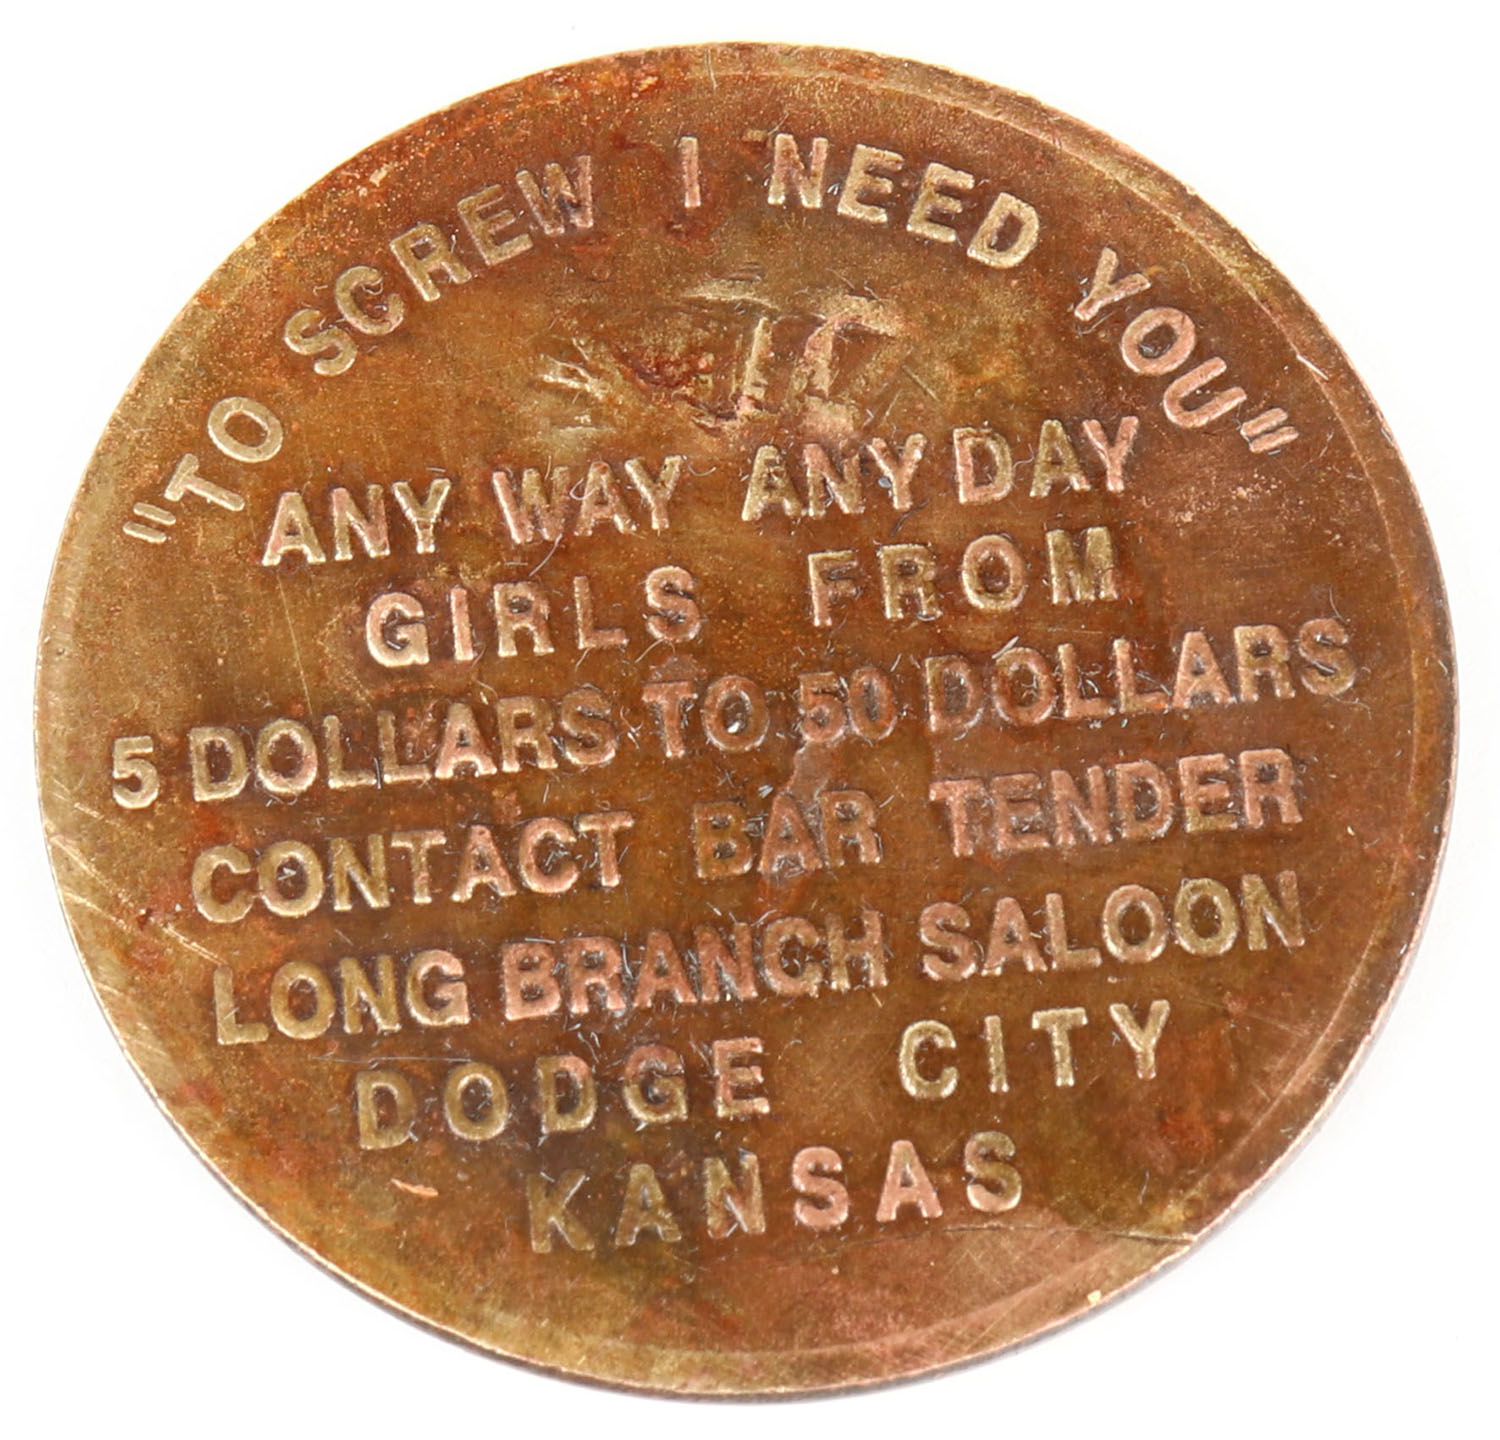 "TO SCREW I NEED YOU"
ANY WAY ANY DAY
GIRLS FROM
5 DOLLARS TO 50 DOLLARS
CONTACT BAR TENDER
LONG BRANCH SALOON
DODGE CITY
KANSAS